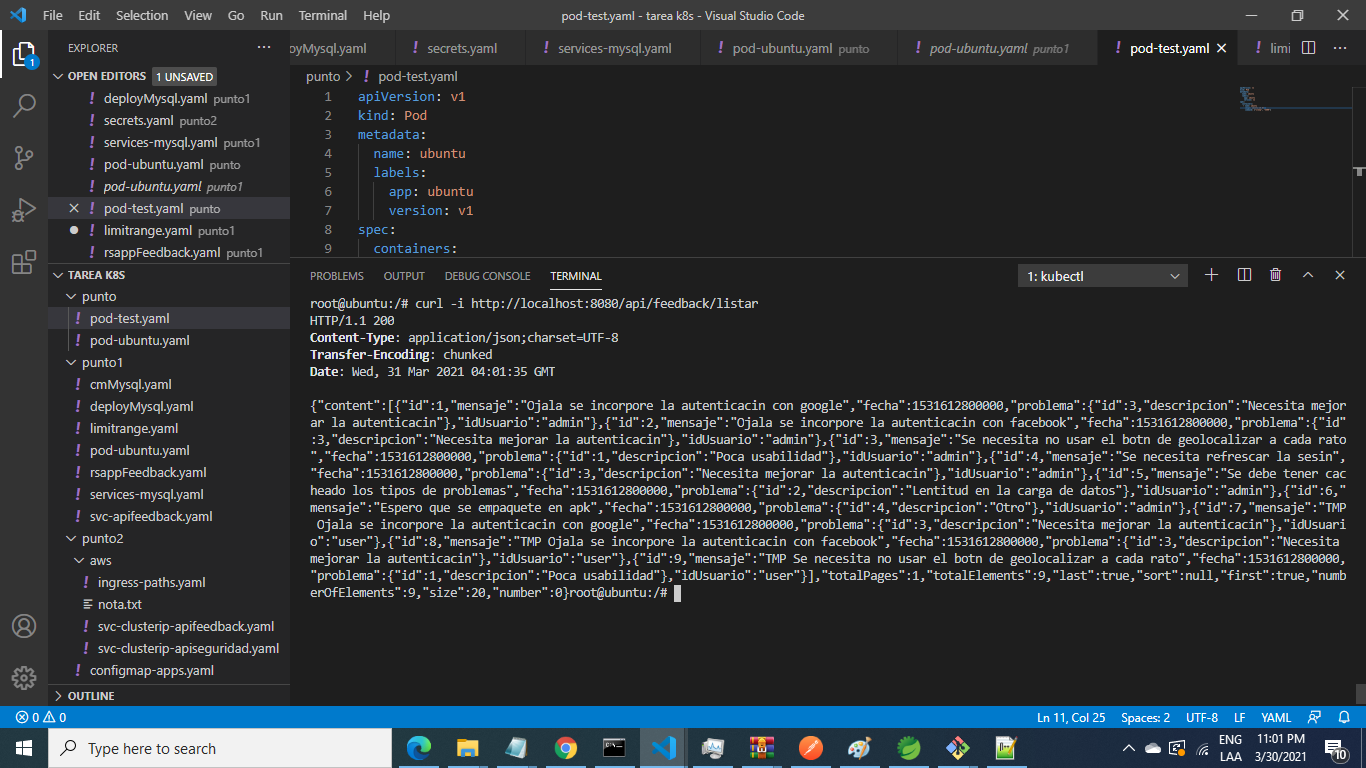 File Edit Selection View Go Run Terminal Help
pod-test.yaml - tarea k8s - Visual Studio Code
EXPLORER
OPEN EDITORS 1 UNSAVED
deployMysql.yaml punto1
secrets.yaml punto2
services-mysql.yaml punto1
pod-ubuntu.yaml punto
pod-ubuntu.yaml punto1
pod-test.yaml punto
limitrange.yaml punto1
rsappFeedback.yaml punto1
TAREA K8S
punto
pod-test.yaml
pod-ubuntu.yaml
punto1
cmMysql.yaml
deployMysql.yaml
limitrange.yaml
pod-ubuntu.yaml
rsappFeedback.yaml
services-mysql.yaml
svc-apifeedback.yaml
punto2
aws
ingress-paths.yaml
nota.txt
svc-clusterip-apifeedback.yaml
svc-clusterip-apiseguridad.yaml
configmap-apps.yaml
OUTLINE
1
oyMysql.yaml secrets.yaml services-mysql.yaml pod-ubuntu.yaml punto pod-ubuntu.yaml punto1 pod-test.yaml limi
punto > pod-test.yaml
1 apiVersion: v1
2 kind: Pod
3 metadata:
4 name: ubuntu
5 labels:
6 app: ubuntu
7 version: v1
8 spec:
9 containers:
PROBLEMS OUTPUT DEBUG CONSOLE TERMINAL 1: kubectl
root@ubuntu:/# curl -i http://localhost:8080/api/feedback/listar
HTTP/1.1 200
Content-Type: application/json;charset=UTF-8
Transfer-Encoding: chunked
Date: Wed, 31 Mar 2021 04:01:35 GMT
{"content":[{"id":1,"mensaje":"Ojala se incorpore la autenticacin con google","fecha":1531612800000,"problema":{"id":3,"descripcion":"Necesita mejor
ar la autenticacin"},"idUsuario":"admin"},{"id":2,"mensaje":"Ojala se incorpore la autenticacin con facebook","fecha":1531612800000,"problema":{"id"
:3,"descripcion":"Necesita mejorar la autenticacin"},"idUsuario":"admin"},{"id":3,"mensaje":"Se necesita no usar el botn de geolocalizar a cada rato
","fecha":1531612800000,"problema":{"id":1,"descripcion":"Poca usabilidad"},"idUsuario":"admin"},{"id":4,"mensaje":"Se necesita refrescar la sesin",
"fecha":1531612800000,"problema":{"id":3,"descripcion":"Necesita mejorar la autenticacin"},"idUsuario":"admin"},{"id":5,"mensaje":"Se debe tener cac
heado los tipos de problemas","fecha":1531612800000,"problema":{"id":2,"descripcion":"Lentitud en la carga de datos"},"idUsuario":"admin"},{"id":6,"
mensaje":"Espero que se empaquete en apk","fecha":1531612800000,"problema":{"id":4,"descripcion":"Otro"},"idUsuario":"admin"},{"id":7,"mensaje":"TMP
Ojala se incorpore la autenticacin con google","fecha":1531612800000,"problema":{"id":3,"descripcion":"Necesita mejorar la autenticacin"},"idUsuari
o":"user"},{"id":8,"mensaje":"TMP Ojala se incorpore la autenticacin con facebook","fecha":1531612800000,"problema":{"id":3,"descripcion":"Necesita
mejorar la autenticacin"},"idUsuario":"user"},{"id":9,"mensaje":"TMP Se necesita no usar el botn de geolocalizar a cada rato","fecha":1531612800000,
"problema":{"id":1,"descripcion":"Poca usabilidad"},"idUsuario":"user"}],"totalPages":1,"totalElements":9,"last":true,"sort":null,"first":true,"numb
erOfElements":9,"size":20,"number":0}root@ubuntu:/#
0 0 Ln 11, Col 25 Spaces: 2 UTF-8 LF YAML
Type here to search
ENG 11:01 PM
LAA 3/30/2021
10